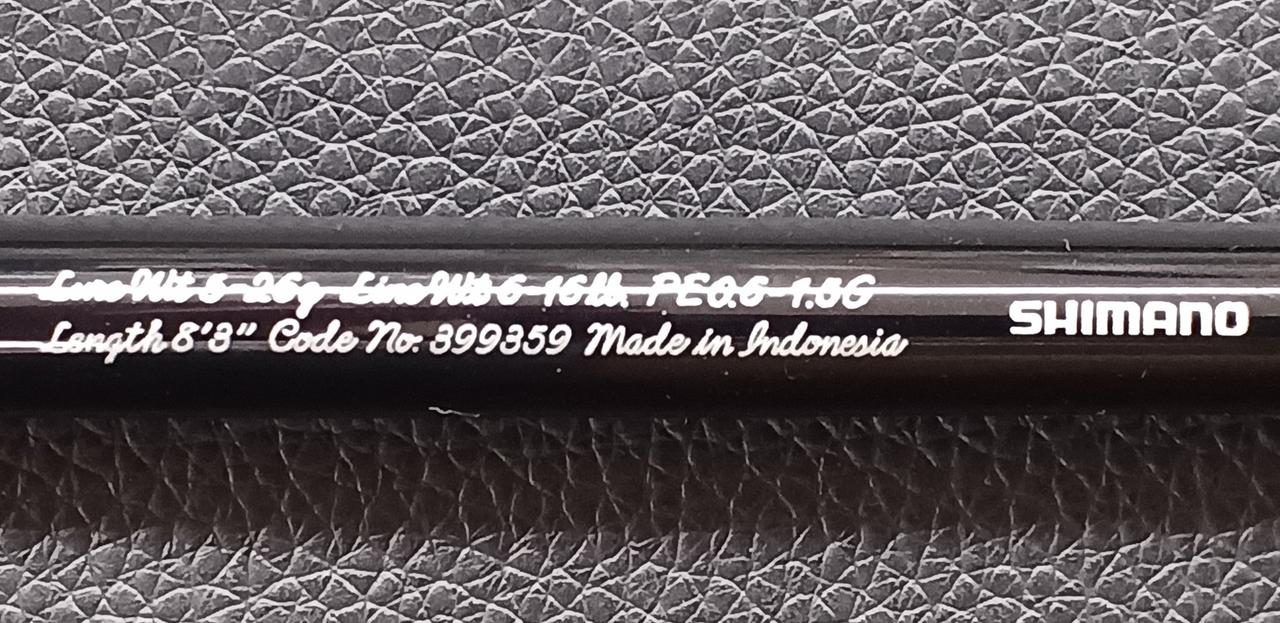 Lure Wt: 5-26g Line Wt: 6-16lb. PE0.6-1.5G
Length 8'3" Code No: 399359 Made in Indonesia
SHIMANO